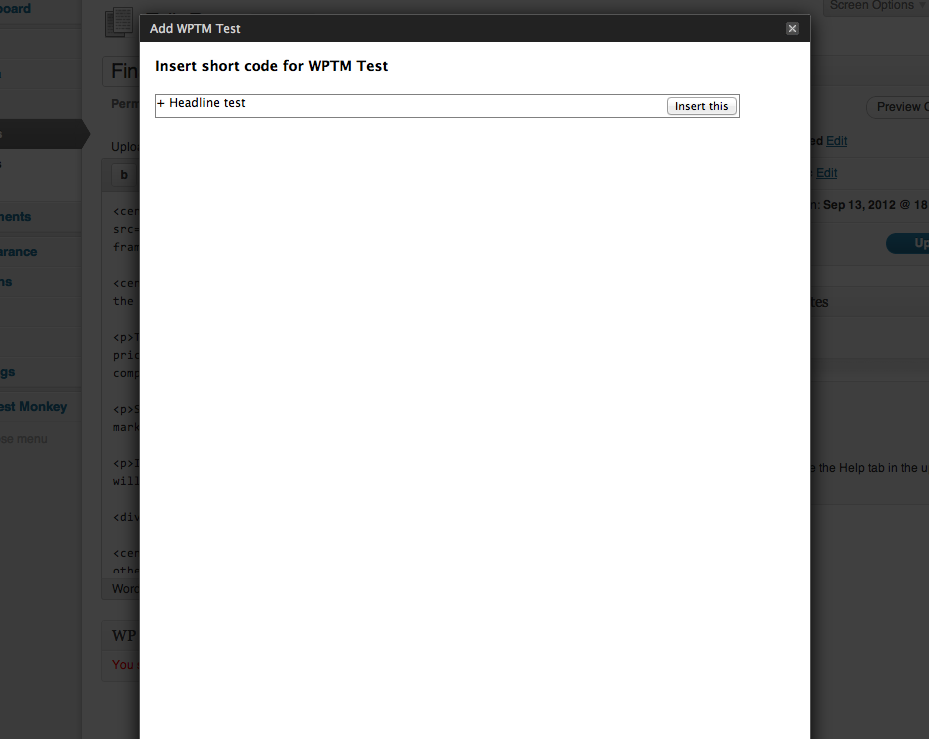 Screen Options
Add WPTM Test
Insert short code for WPTM Test
+ Headline test
Insert this
Fin
Perm
Preview
Edit
Uploa
b
Edit
n: Sep 13, 2012 @ 18
Up
<cen
src=
fram
<cen
the
<p>T
pric
comp
<p>S
mark
<p>I
will
<div
<cen
othe
Word
WP
You
ments
arance
ns
gs
est Monkey
se menu
tes
e the Help tab in the u